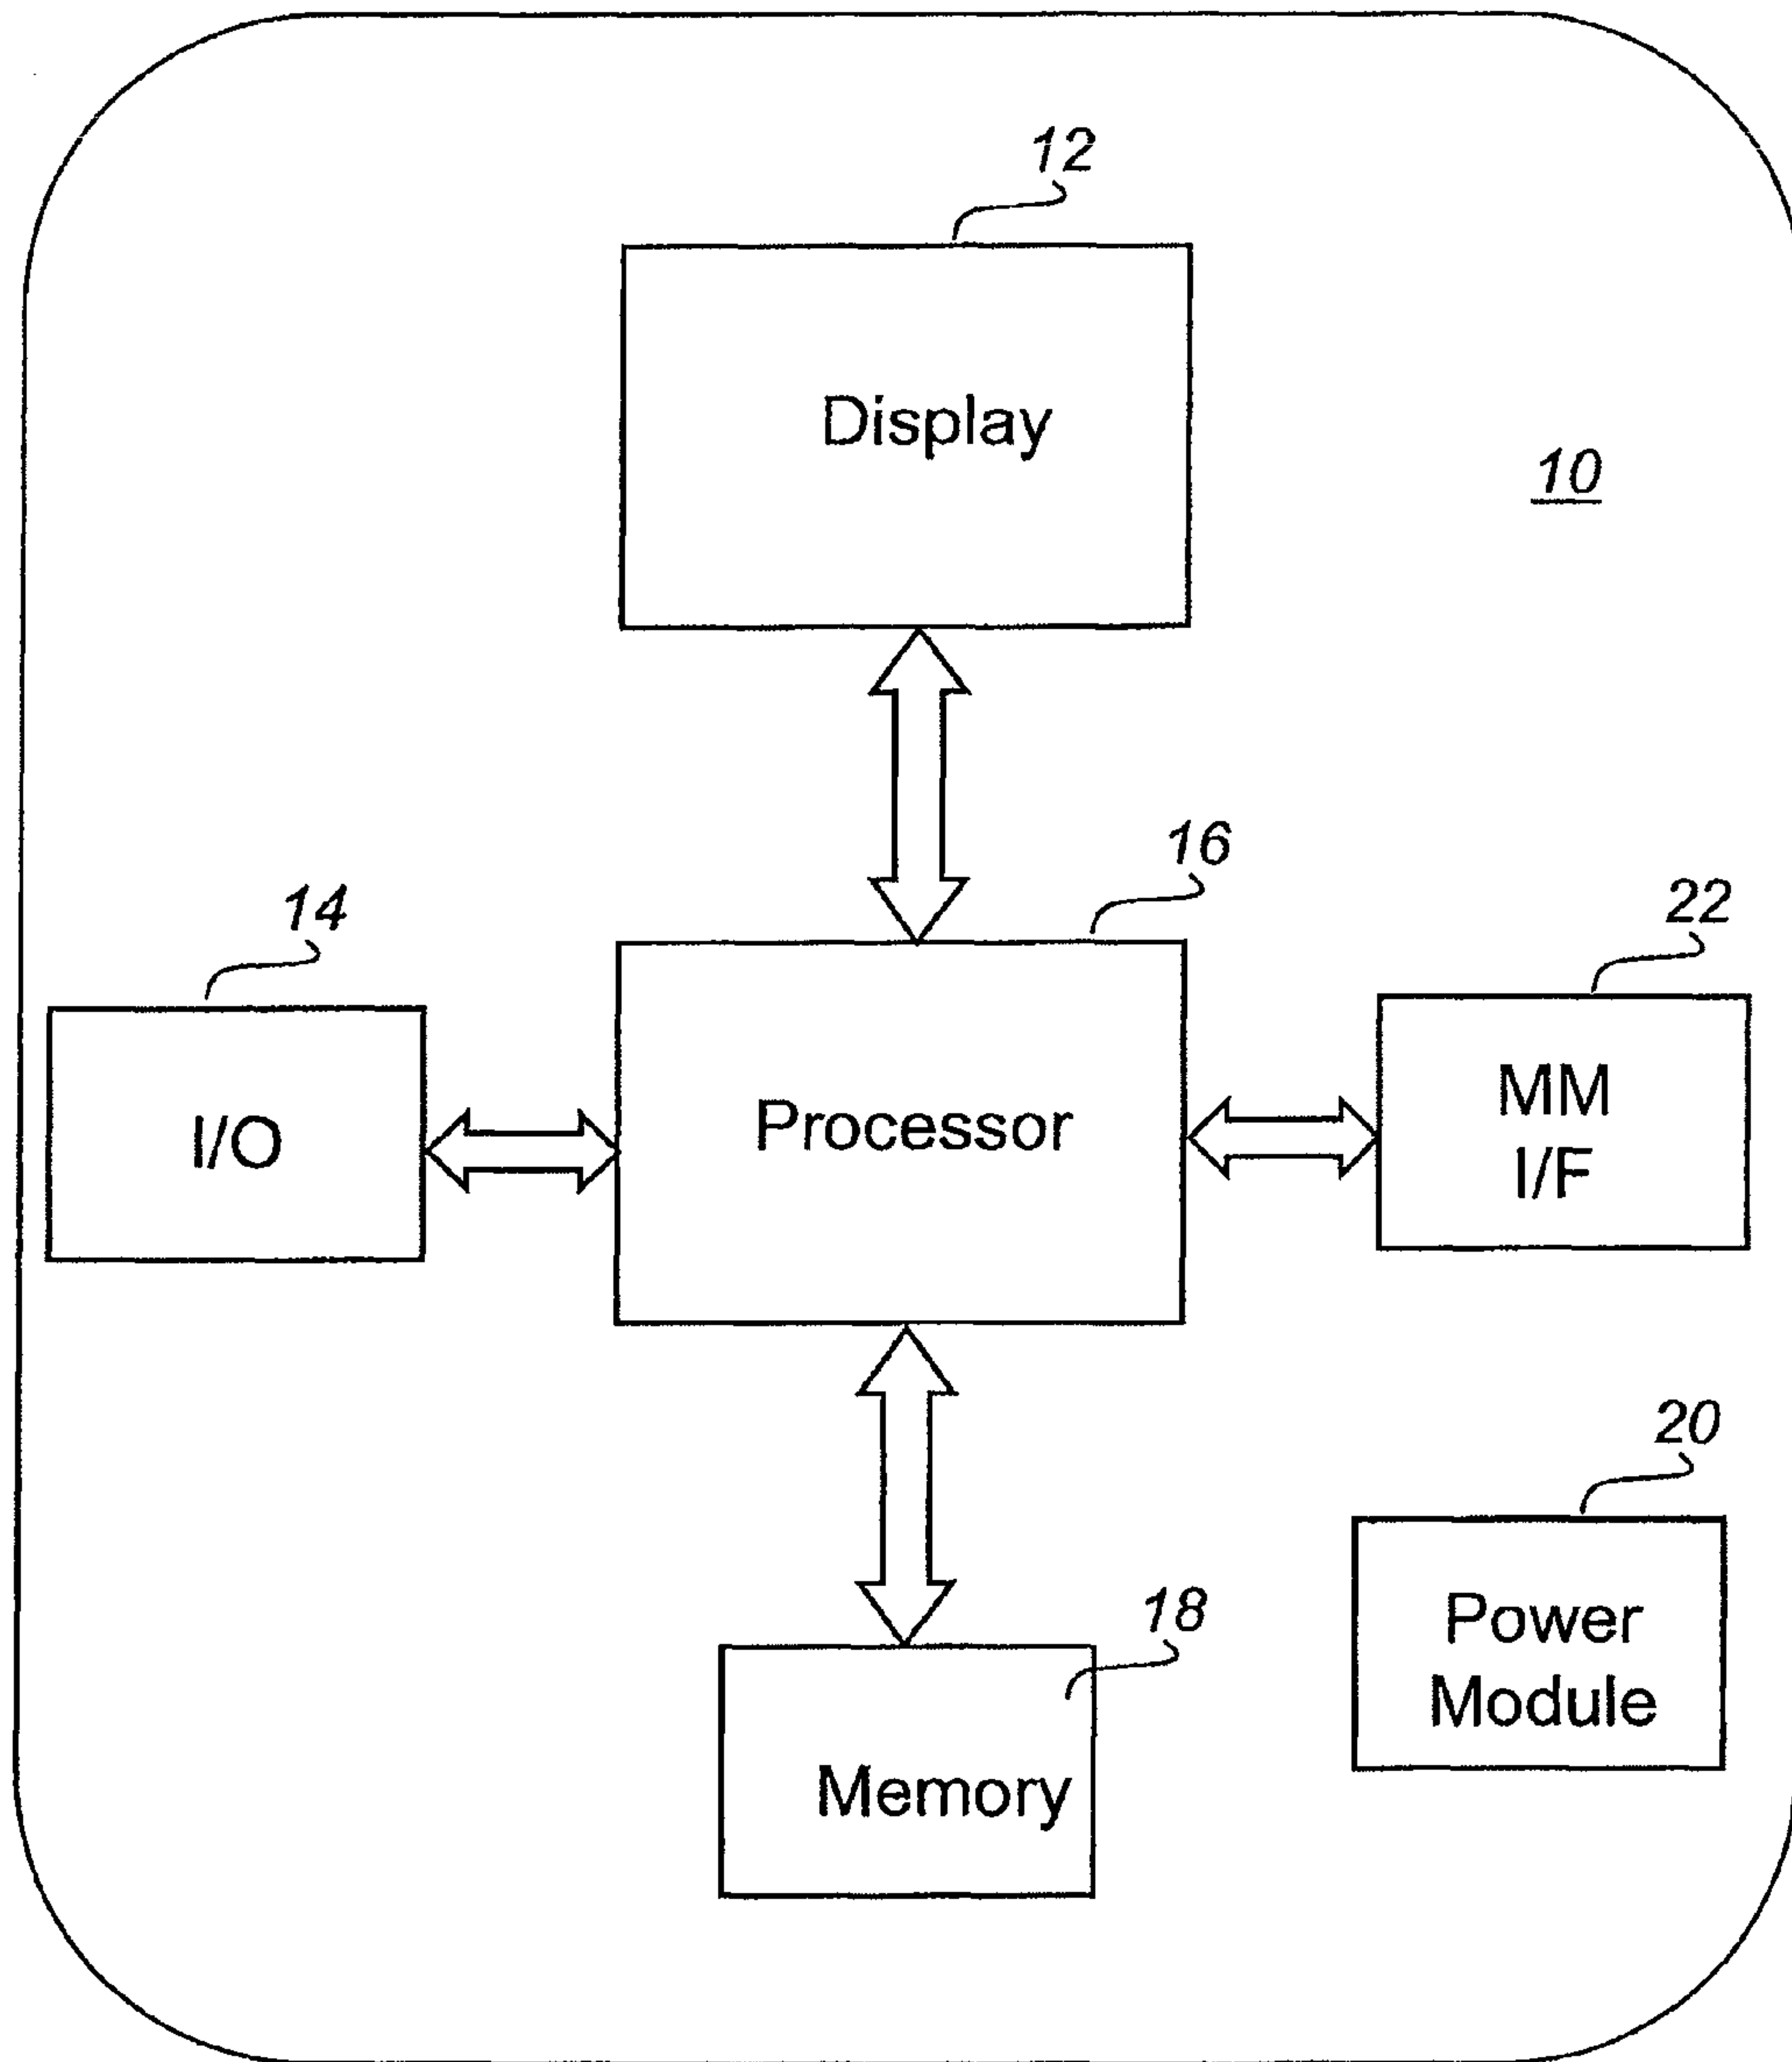 12
Display
10
16
14
22
I/O
Processor
MM
I/F
20
18
Power
Module
Memory